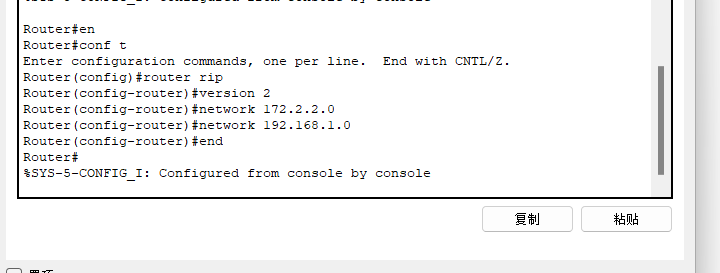 Router#en
Router#conf t
Enter configuration commands, one per line.  End with CNTL/Z.
Router(config)#router rip
Router(config-router)#version 2
Router(config-router)#network 172.2.2.0
Router(config-router)#network 192.168.1.0
Router(config-router)#end
Router#
%SYS-5-CONFIG_I: Configured from console by console
复制 粘贴